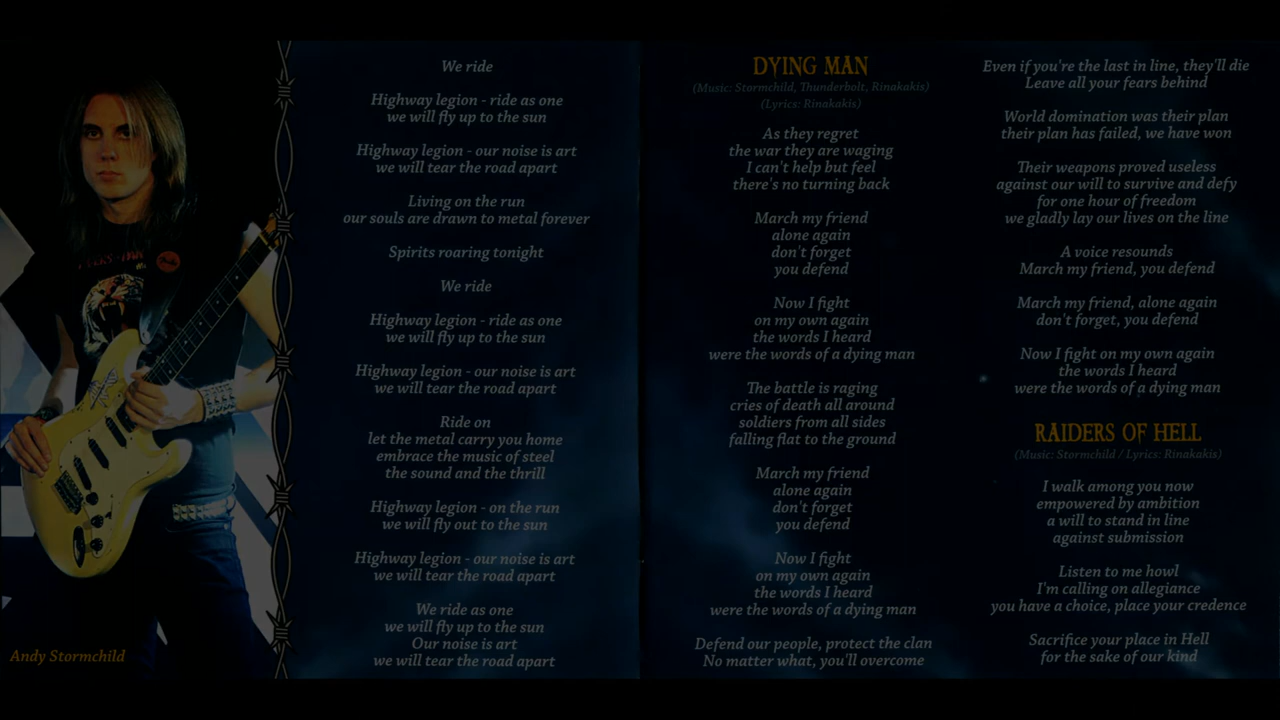 We ride
Highway legion - ride as one
we will fly up to the sun
Highway legion - our noise is art
we will tear the road apart
Living on the run
our souls are drawn to metal forever
Spirits roaring tonight
We ride
Highway legion - ride as one
we will fly up to the sun
Highway legion - our noise is art
we will tear the road apart
Ride on
let the metal carry you home
embrace the music of steel
the sound and the thrill
Highway legion - on the run
we will fly out to the sun
Highway legion - our noise is art
we will tear the road apart
We ride as one
we will fly up to the sun
Our noise is art
we will tear the road apart
Andy Stormchild
DYING MAN
(Music: Stormchild, Thunderbolt, Rinakakis)
(Lyrics: Rinakakis)
As they regret
the war they are waging
I can't help but feel
there's no turning back
March my friend
alone again
don't forget
you defend
Now I fight
on my own again
the words I heard
were the words of a dying man
The battle is raging
cries of death all around
soldiers from all sides
falling flat to the ground
March my friend
alone again
don't forget
you defend
Now I fight
on my own again
the words I heard
were the words of a dying man
Defend our people, protect the clan
No matter what, you'll overcome
Even if you're the last in line, they'll die
Leave all your fears behind
World domination was their plan
their plan has failed, we have won
Their weapons proved useless
against our will to survive and defy
for one hour of freedom
we gladly lay our lives on the line
A voice resounds
March my friend, you defend
March my friend, alone again
don't forget, you defend
Now I fight on my own again
the words I heard
were the words of a dying man
RAIDERS OF HELL
(Music: Stormchild / Lyrics: Rinakakis)
I walk among you now
empowered by ambition
a will to stand in line
against submission
Listen to me howl
I'm calling on allegiance
you have a choice, place your credence
Sacrifice your place in Hell
for the sake of our kind